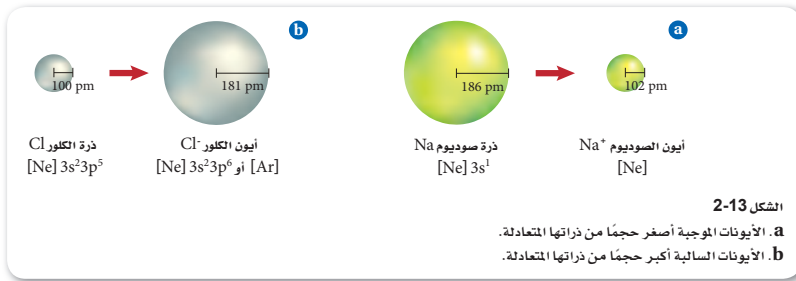 a
186 pm
102 pm
ذرة صوديوم Na
أيون الصوديوم Na⁺
[Ne] 3s¹
[Ne]
b
100 pm
181 pm
ذرة الكلور Cl
أيون الكلور Cl⁻
[Ne] 3s²3p⁵
[Ne] 3s²3p⁶ أو [Ar]
الشكل 13-2
a. الأيونات الموجبة أصغر حجمًا من ذراتها المتعادلة.
b. الأيونات السالبة أكبر حجمًا من ذراتها المتعادلة.